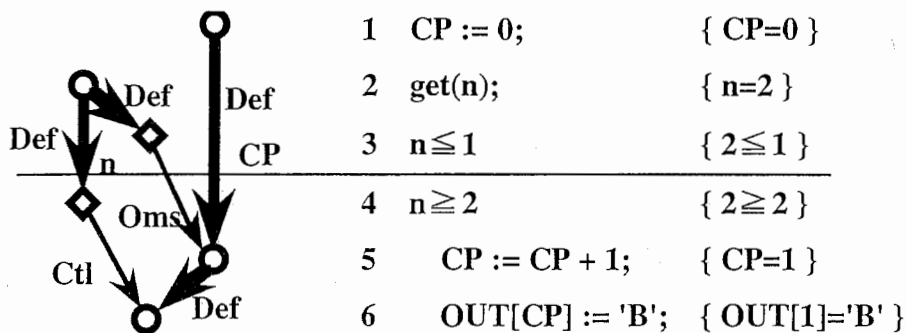 1 CP := 0; { CP=0 }
2 get(n); { n=2 }
3 n≦1 { 2≦1 }
4 n≧2 { 2≧2 }
5 CP := CP + 1; { CP=1 }
6 OUT[CP] := 'B'; { OUT[1]='B' }
Def
Def
Def
n
CP
Oms
Ctl
Def